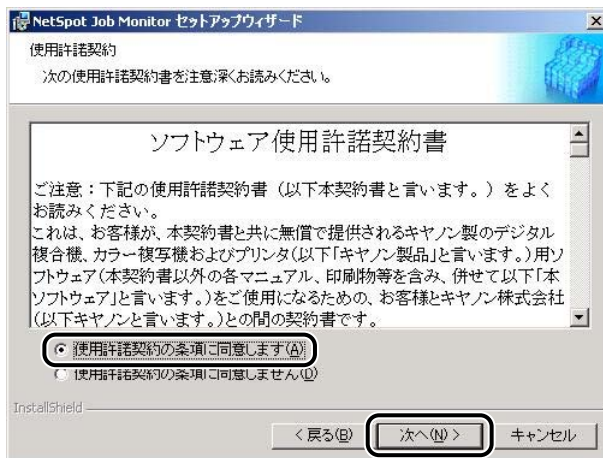 NetSpot Job Monitor セットアップウィザード
使用許諾契約
次の使用許諾契約書を注意深くお読みください。
ソフトウェア使用許諾契約書
ご注意：下記の使用許諾契約書（以下本契約書と言います。）をよく
お読みください。
これは、お客様が、本契約書と共に無償で提供されるキヤノン製のデジタル
複合機、カラー複写機およびプリンタ(以下「キヤノン製品」と言います。)用ソ
フトウェア(本契約書以外の各マニュアル、印刷物等を含み、併せて以下「本
ソフトウェア」と言います。)をご使用になるための、お客様とキヤノン株式会社
(以下キヤノンと言います。)との間の契約書です。
使用許諾契約の条項に同意します(A)
使用許諾契約の条項に同意しません(D)
InstallShield
< 戻る(B)
次へ(N) >
キャンセル